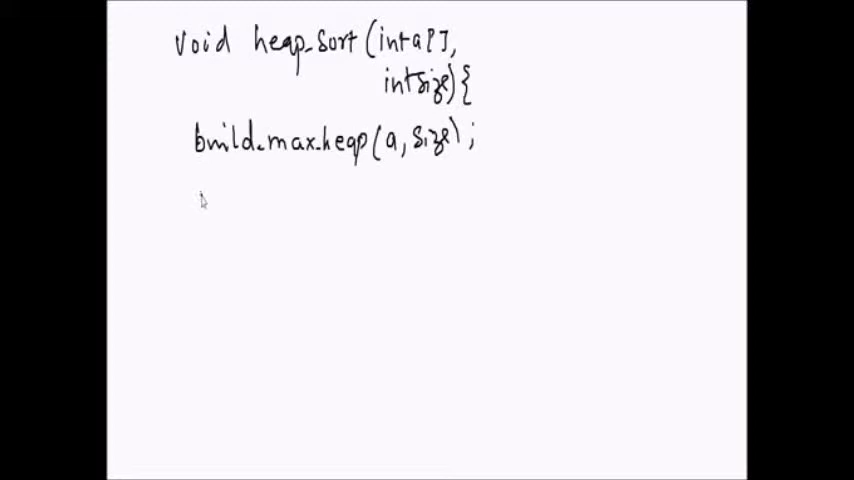 void heap_sort(int a[],
int size){
build_max_heap(a, size);